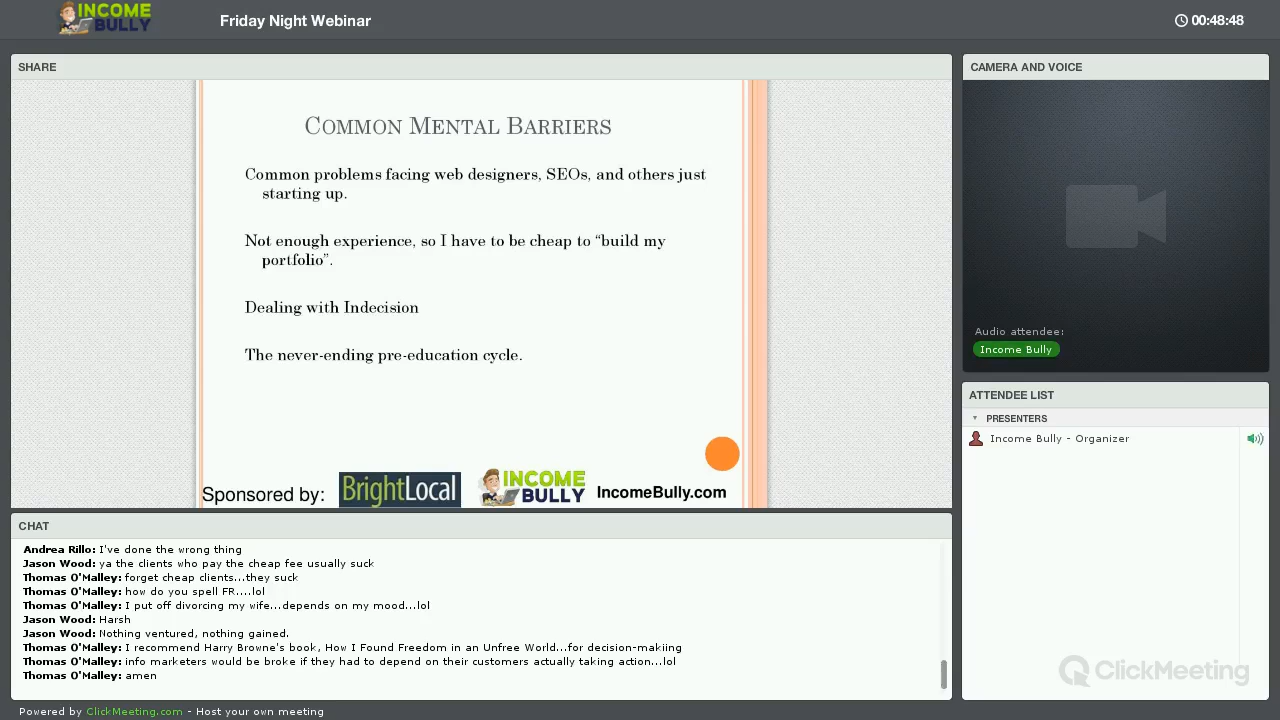 INCOME
BULLY
Friday Night Webinar
00:48:48
SHARE
COMMON MENTAL BARRIERS
Common problems facing web designers, SEOs, and others just
starting up.
Not enough experience, so I have to be cheap to “build my
portfolio”.
Dealing with Indecision
The never-ending pre-education cycle.
Sponsored by:
BrightLocal
INCOME
BULLY
IncomeBully.com
CAMERA AND VOICE
Audio attendee:
Income Bully
ATTENDEE LIST
PRESENTERS
Income Bully - Organizer
ClickMeeting
CHAT
Andrea Rillo: I've done the wrong thing
Jason Wood: ya the clients who pay the cheap fee usually suck
Thomas O'Malley: forget cheap clients...they suck
Thomas O'Malley: how do you spell FR....lol
Thomas O'Malley: I put off divorcing my wife...depends on my mood...lol
Jason Wood: Harsh
Jason Wood: Nothing ventured, nothing gained.
Thomas O'Malley: I recommend Harry Browne's book, How I Found Freedom in an Unfree World...for decision-makiing
Thomas O'Malley: info marketers would be broke if they had to depend on their customers actually taking action...lol
Thomas O'Malley: amen
Powered by ClickMeeting.com - Host your own meeting